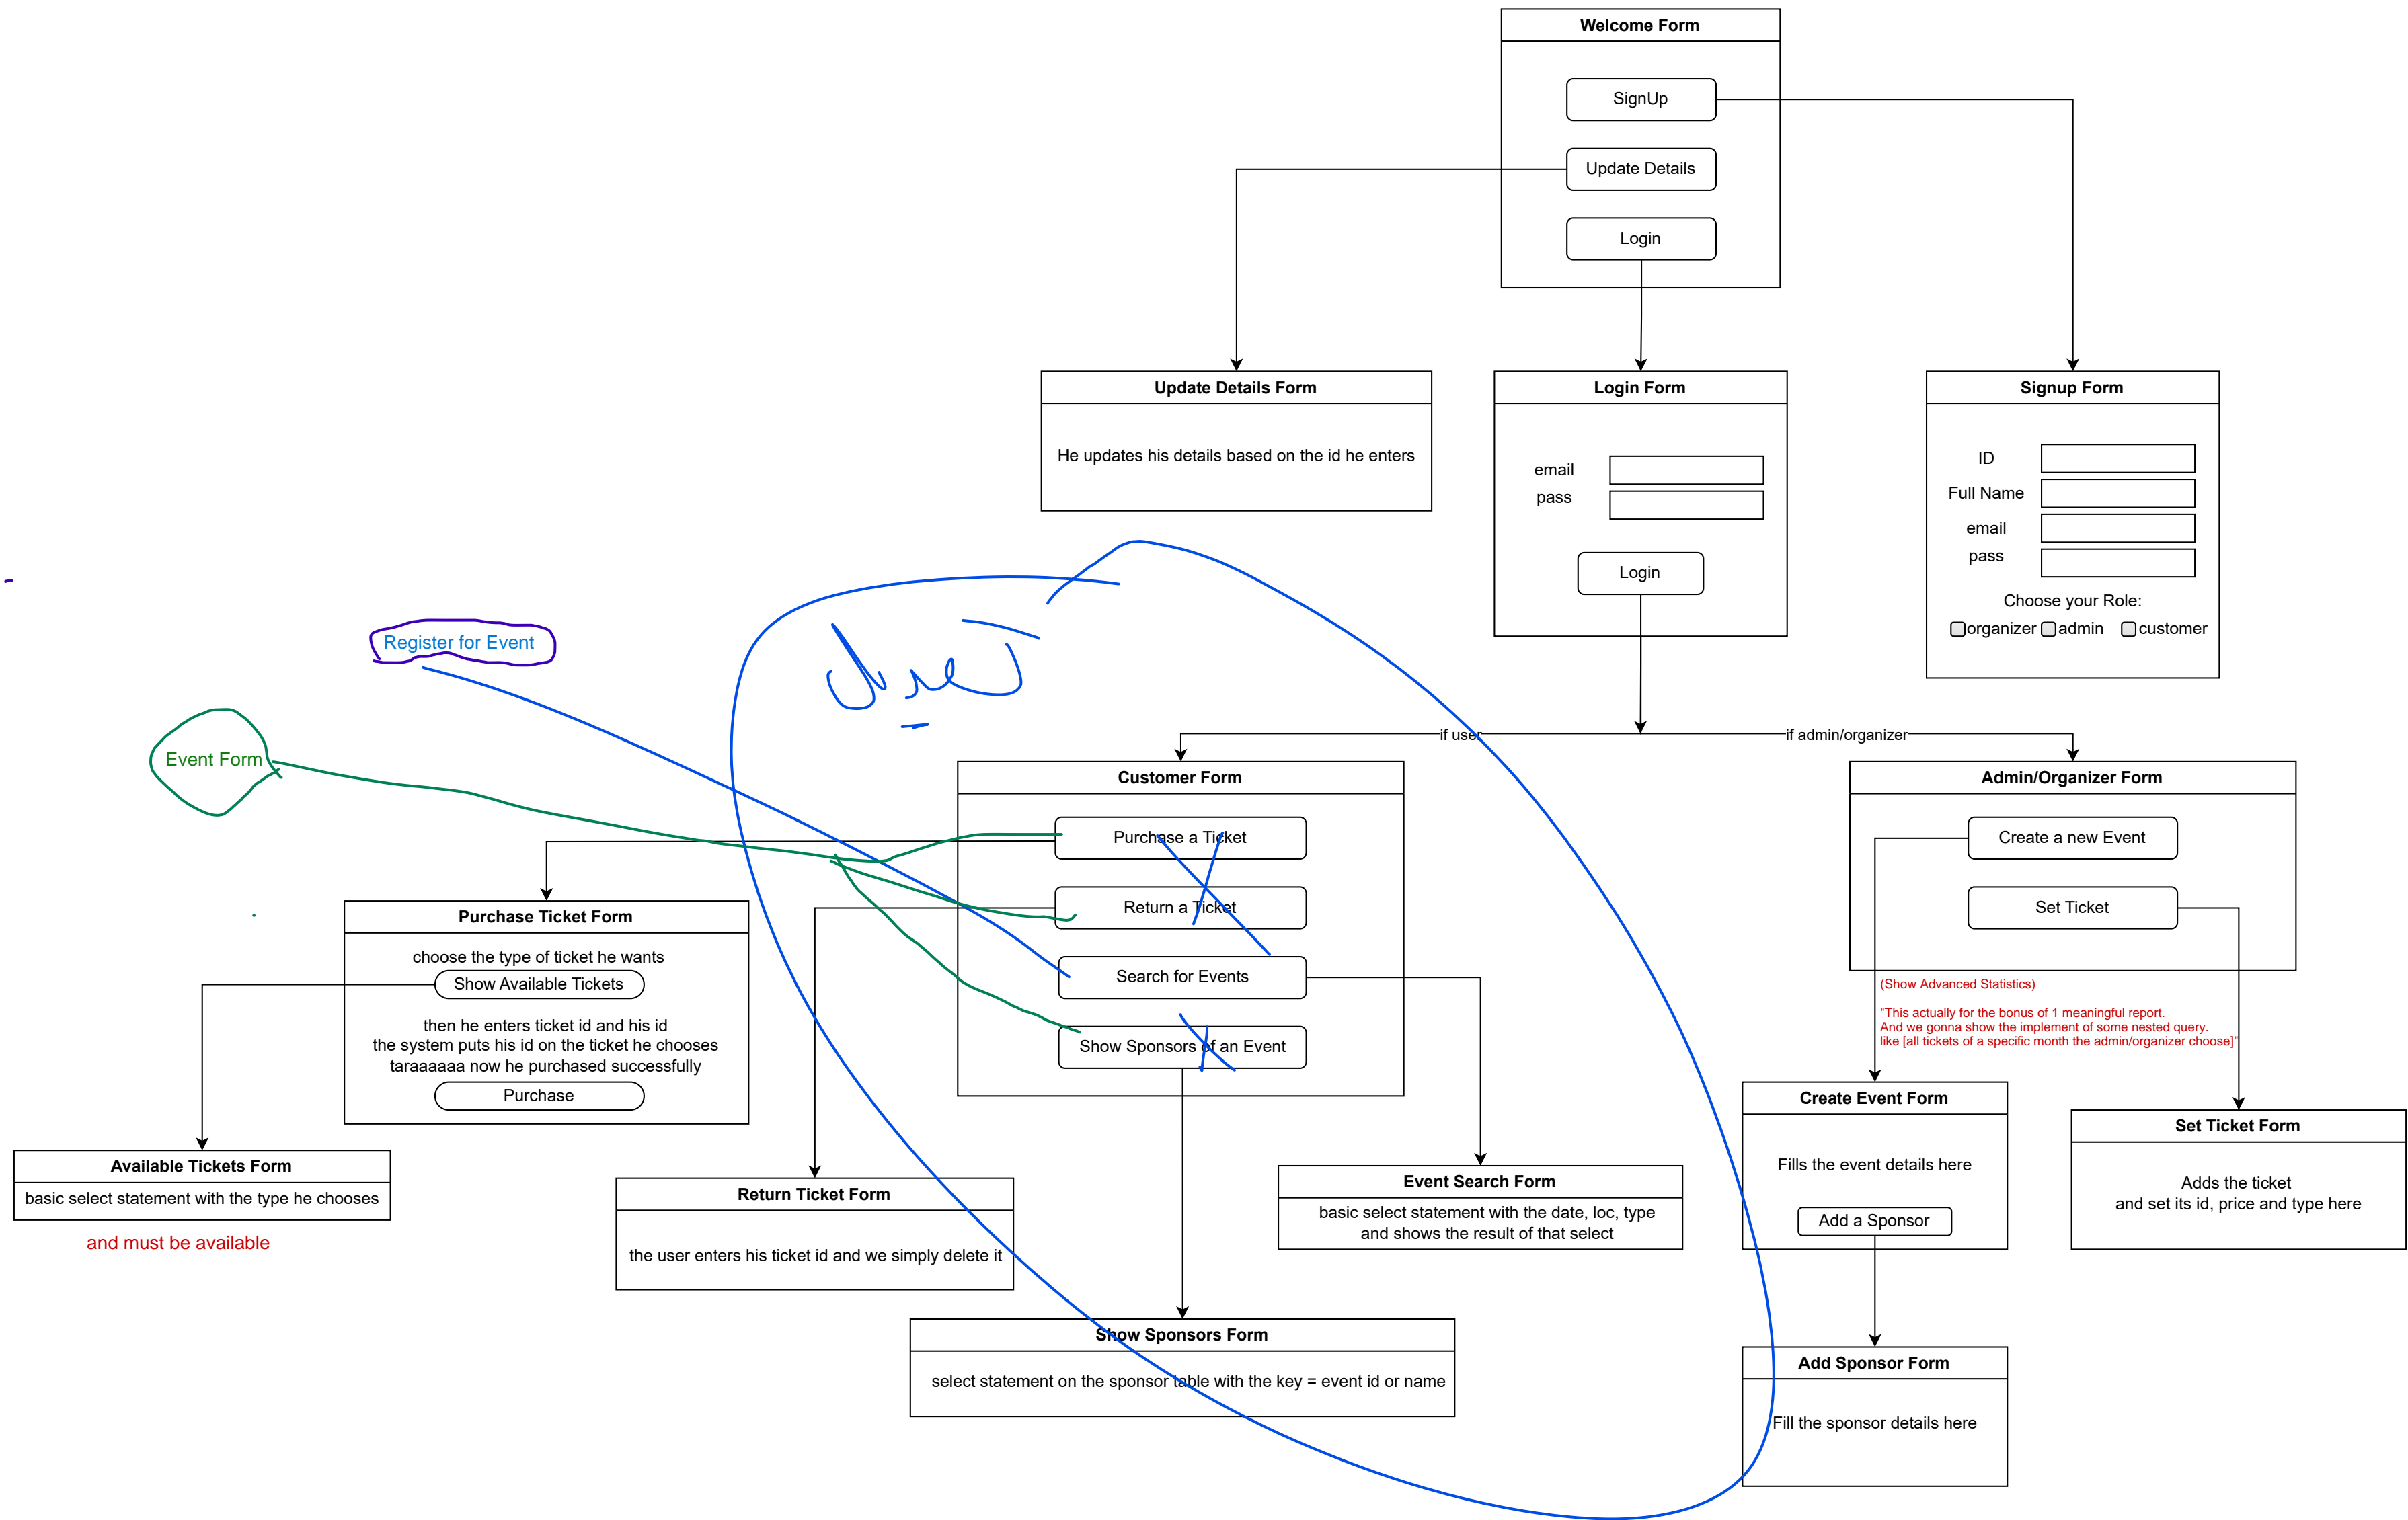 Welcome Form
SignUp
Update Details
Login
Update Details Form
He updates his details based on the id he enters
Login Form
email
pass
Login
Signup Form
ID
Full Name
email
pass
Choose your Role:
organizer admin customer
Register for Event
Event Form
if user
if admin/organizer
Customer Form
Purchase a Ticket
Return a Ticket
Search for Events
Show Sponsors of an Event
Admin/Organizer Form
Create a new Event
Set Ticket
(Show Advanced Statistics)
"This actually for the bonus of 1 meaningful report.
And we gonna show the implement of some nested query.
like [all tickets of a specific month the admin/organizer choose]"
Purchase Ticket Form
choose the type of ticket he wants
Show Available Tickets
then he enters ticket id and his id
the system puts his id on the ticket he chooses
taraaaaaa now he purchased successfully
Purchase
Available Tickets Form
basic select statement with the type he chooses
and must be available
Return Ticket Form
the user enters his ticket id and we simply delete it
Event Search Form
basic select statement with the date, loc, type
and shows the result of that select
Show Sponsors Form
select statement on the sponsor table with the key = event id or name
Create Event Form
Fills the event details here
Add a Sponsor
Set Ticket Form
Adds the ticket
and set its id, price and type here
Add Sponsor Form
Fill the sponsor details here